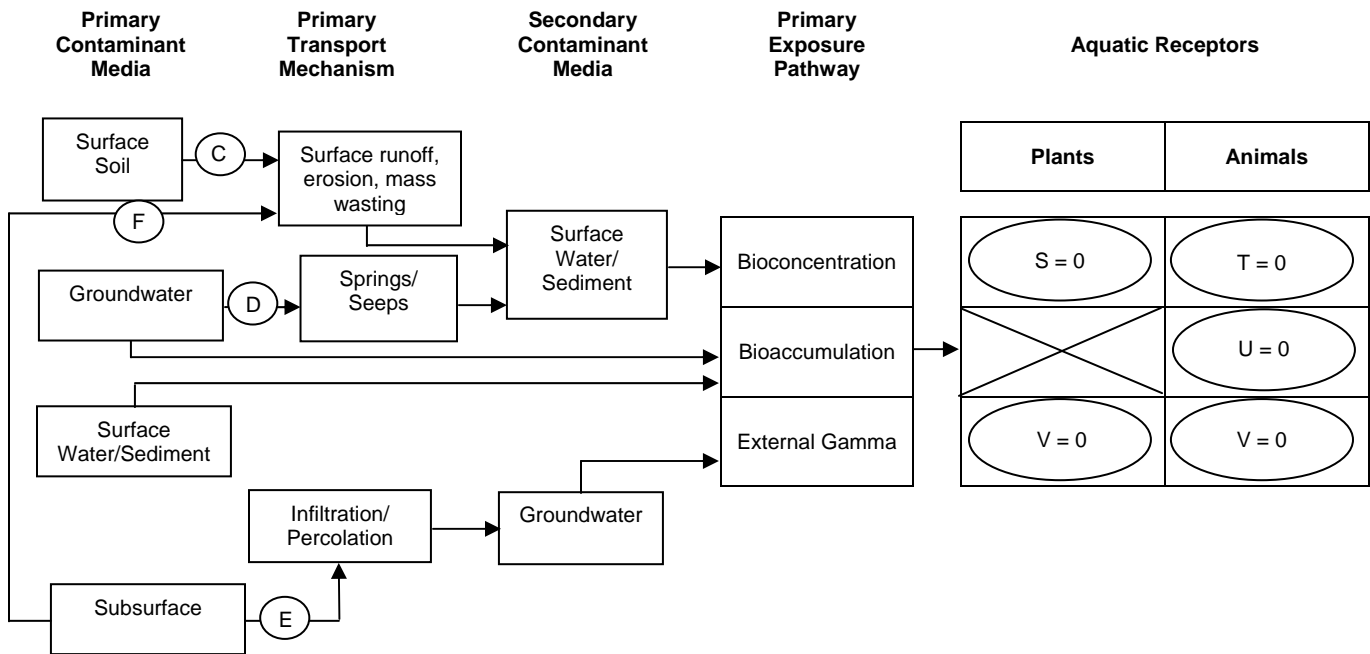 Primary
Contaminant
Media
Primary
Transport
Mechanism
Secondary
Contaminant
Media
Primary
Exposure
Pathway
Aquatic Receptors
Surface
Soil
C
Surface runoff,
erosion, mass
wasting
F
Plants
Animals
Surface
Water/
Sediment
Bioconcentration
S = 0
T = 0
Groundwater
D
Springs/
Seeps
Bioaccumulation
U = 0
Surface
Water/Sediment
External Gamma
V = 0
V = 0
Infiltration/
Percolation
Groundwater
Subsurface
E